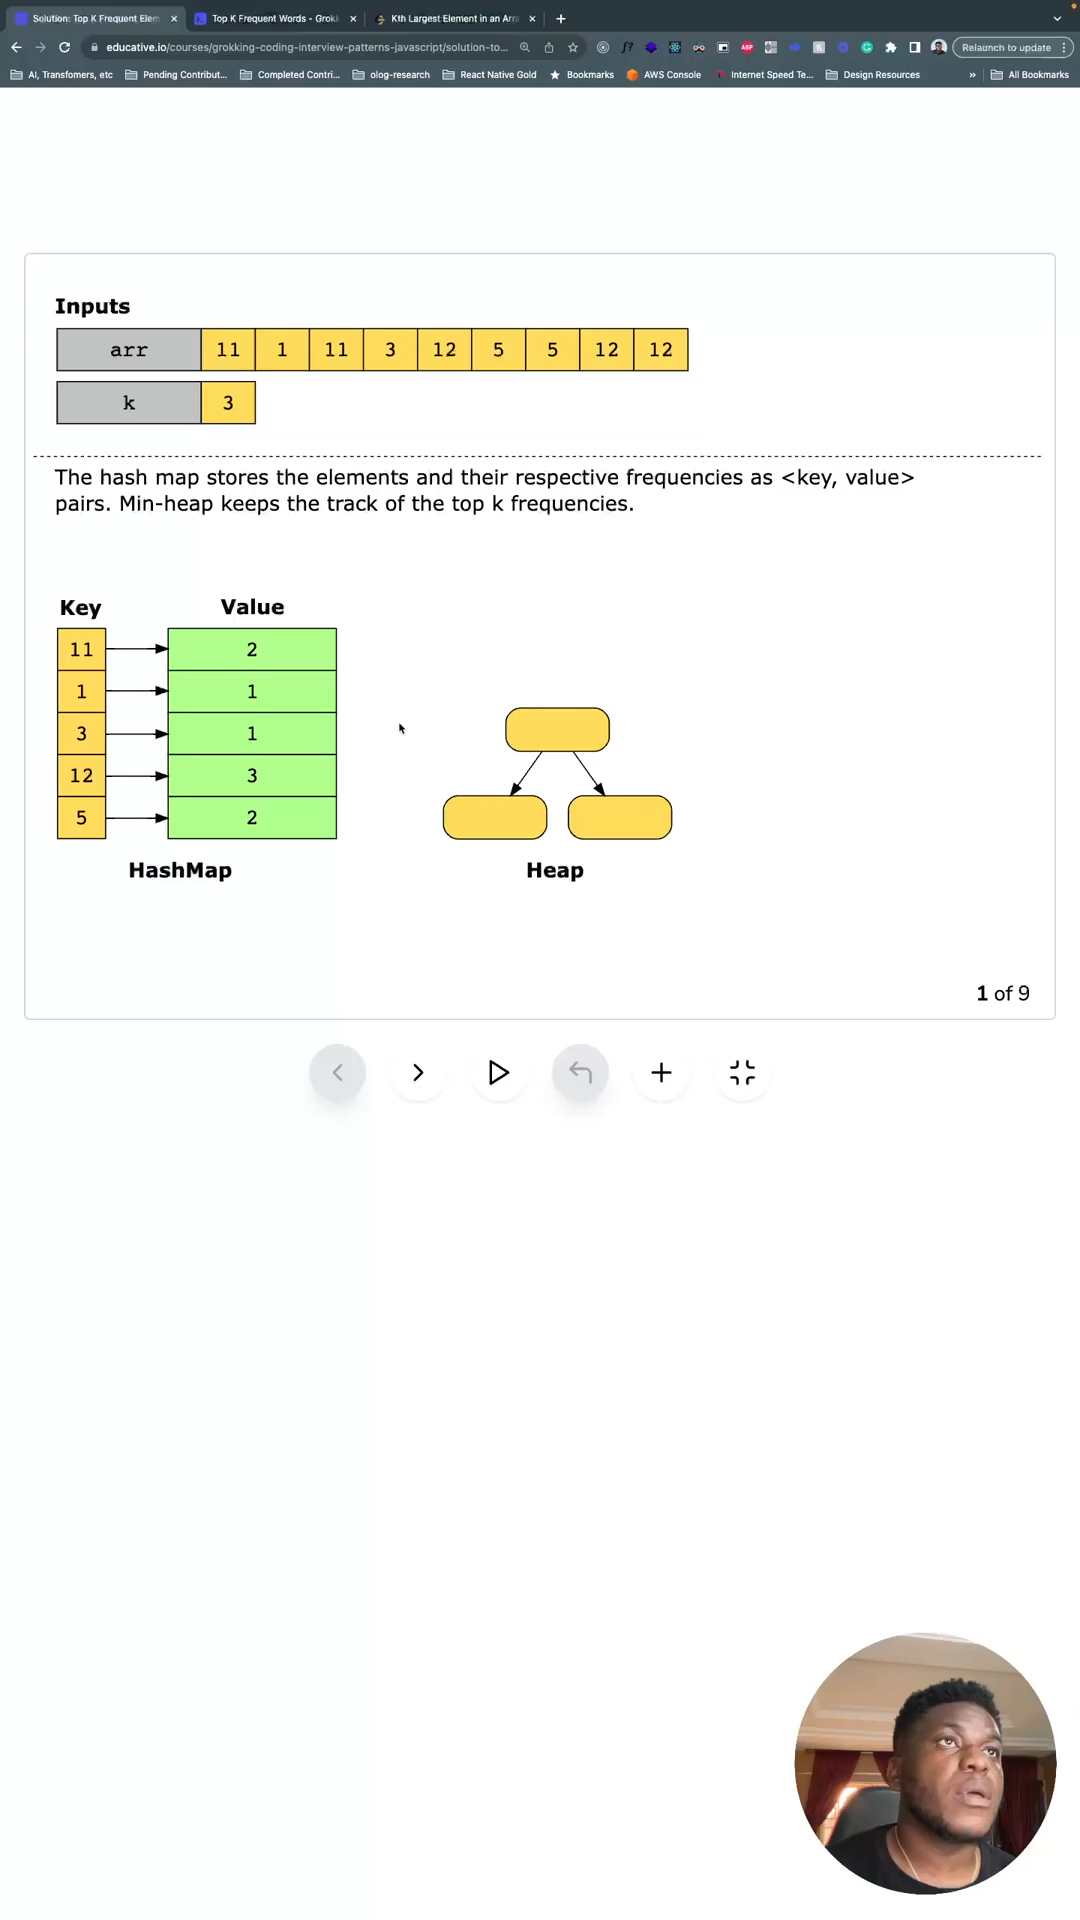 Solution: Top K Frequent Elem
Top K Frequent Words - Grok
Kth Largest Element in an Arra
educative.io/courses/grokking-coding-interview-patterns-javascript/solution-to...
Relaunch to update
AI, Transfomers, etc
Pending Contribut...
Completed Contri...
olog-research
React Native Gold
Bookmarks
AWS Console
Internet Speed Te...
Design Resources
»
All Bookmarks
Inputs
arr 11 1 11 3 12 5 5 12 12
k 3
The hash map stores the elements and their respective frequencies as <key, value>
pairs. Min-heap keeps the track of the top k frequencies.
Key Value
11 2
1 1
3 1
12 3
5 2
HashMap Heap
1 of 9